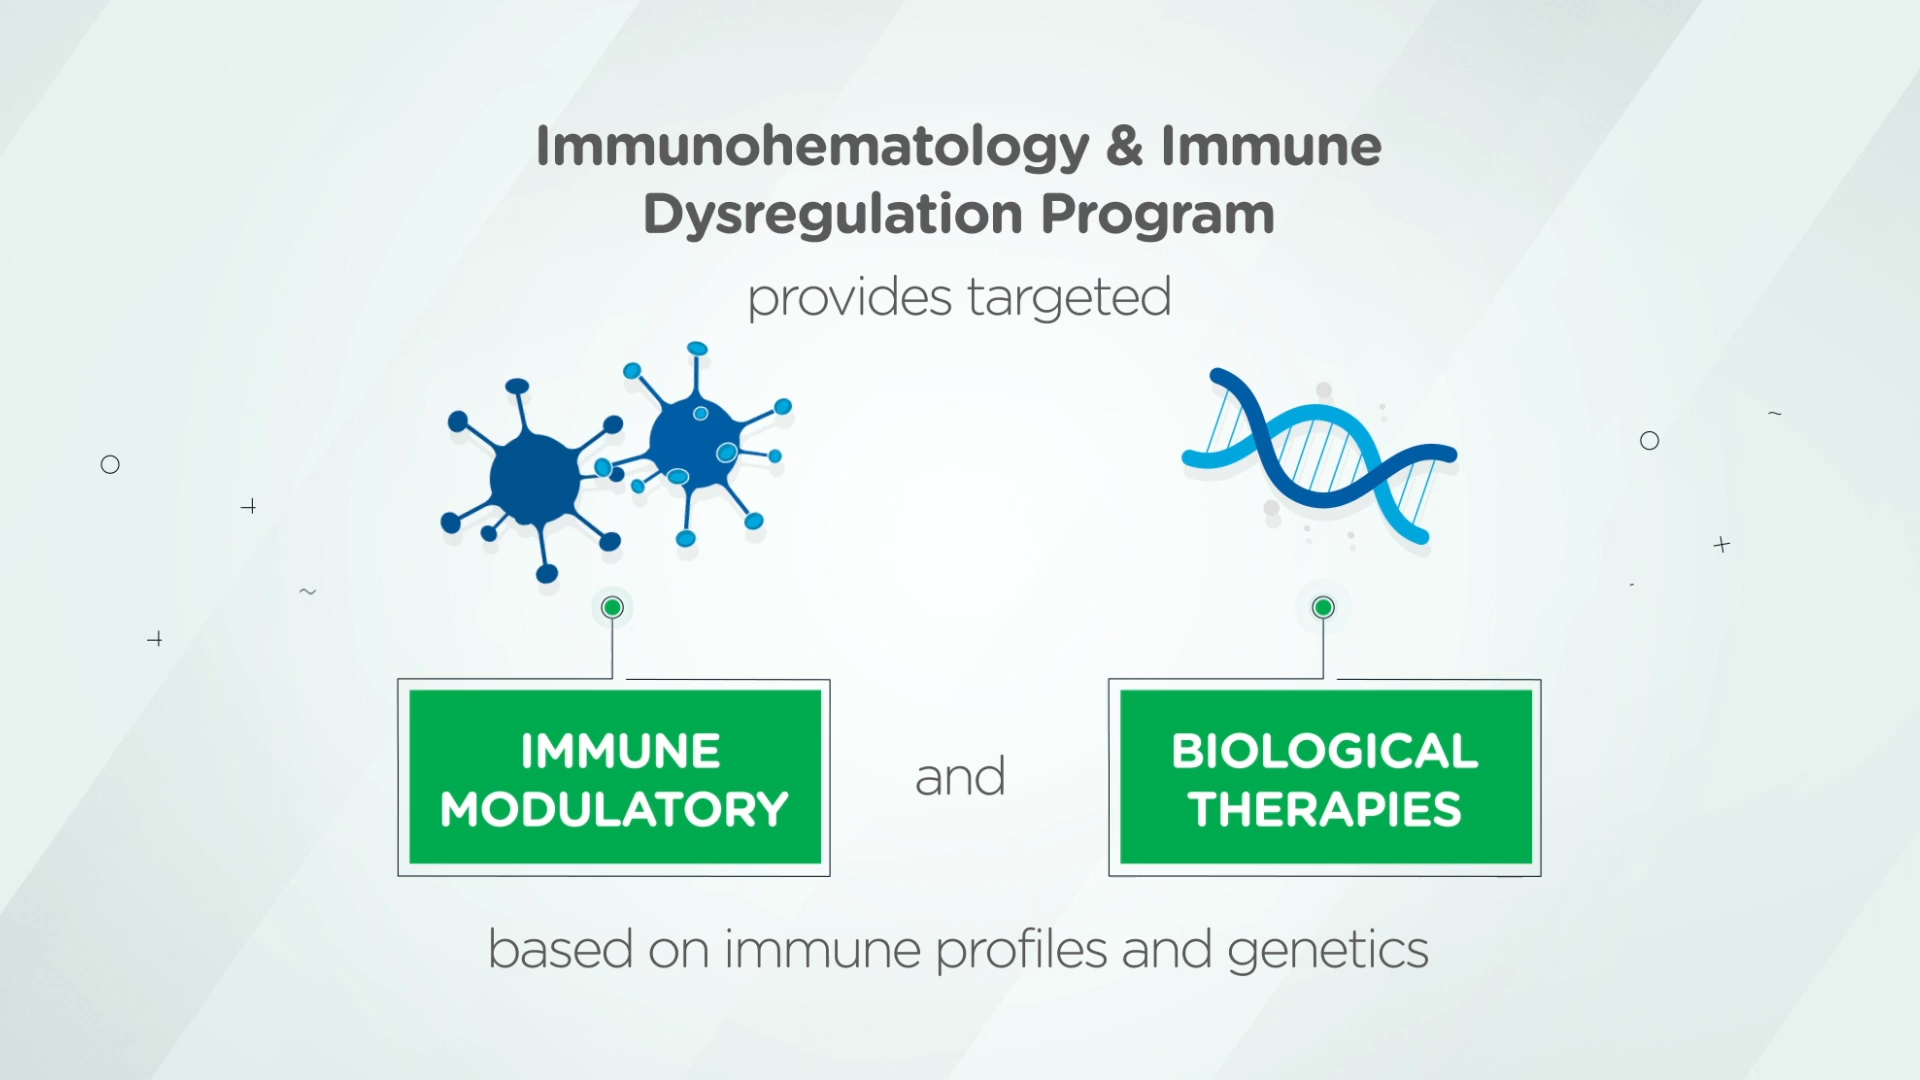 Immunohematology & Immune
Dysregulation Program
provides targeted
IMMUNE
MODULATORY
and
BIOLOGICAL
THERAPIES
based on immune profiles and genetics